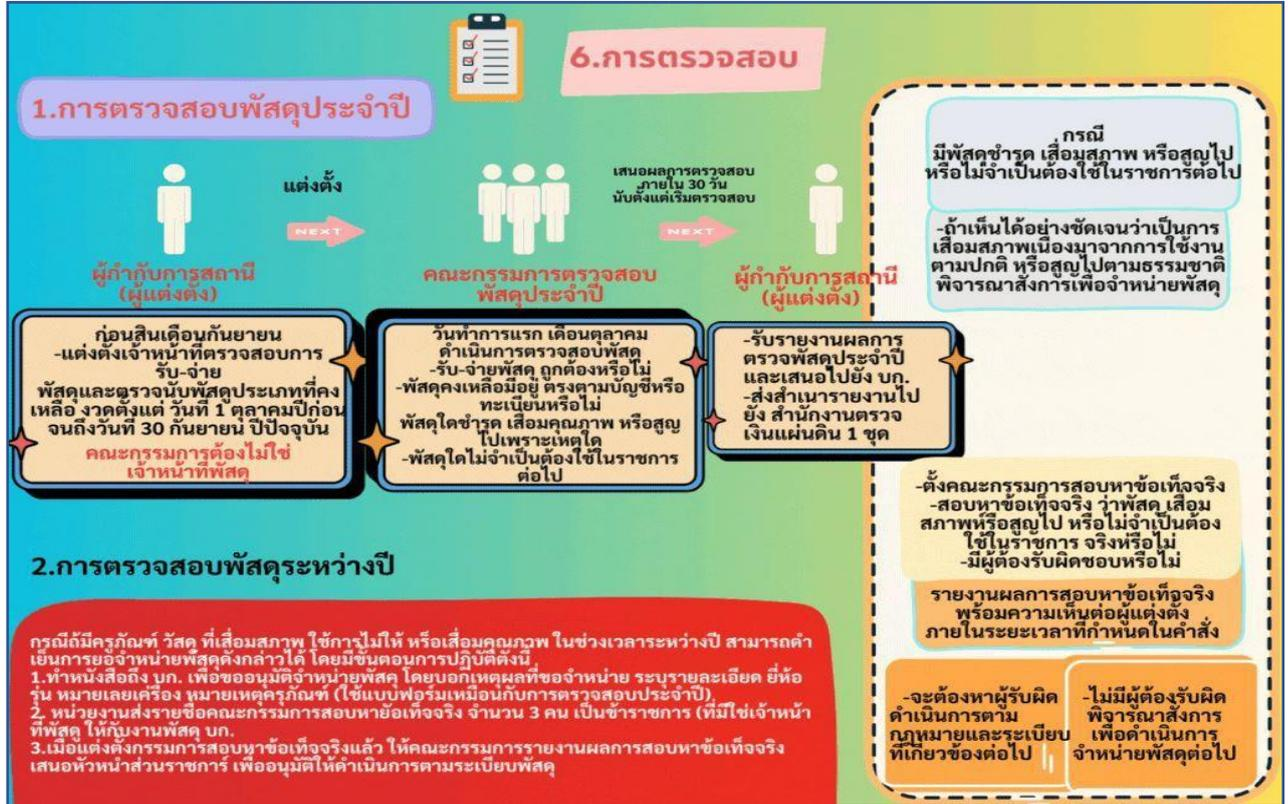 6.การตรวจสอบ
1.การตรวจสอบพัสดุประจำปี
แต่งตั้ง
NEXT
เสนอผลการตรวจสอบ
ภายใน 30 วัน
นับตั้งแต่เริ่มตรวจสอบ
NEXT
ผู้กำกับการสถานี
(ผู้แต่งตั้ง)
คณะกรรมการตรวจสอบ
พัสดุประจำปี
ผู้กำกับการสถานี
(ผู้แต่งตั้ง)
ก่อนสิ้นเดือนกันยายน
-แต่งตั้งเจ้าหน้าที่ตรวจสอบการ
รับ-จ่าย
พัสดุและตรวจนับพัสดุประเภทที่คง
เหลือ งวดตั้งแต่ วันที่ 1 ตุลาคมปีก่อน
จนถึงวันที่ 30 กันยายน ปีปัจจุบัน
คณะกรรมการต้องไม่ใช่
เจ้าหน้าที่พัสดุ
วันทำการแรก เดือนตุลาคม
ดำเนินการตรวจสอบพัสดุ
-รับ-จ่ายพัสดุ ถูกต้องหรือไม่
-พัสดุคงเหลือมีอยู่ ตรงตามบัญชีหรือ
ทะเบียนหรือไม่
พัสดุใดชำรุด เสื่อมคุณภาพ หรือสูญ
ไปเพราะเหตุใด
-พัสดุใดไม่จำเป็นต้องใช้ในราชการ
ต่อไป
-รับรายงานผลการ
ตรวจพัสดุประจำปี
และเสนอไปยัง บก.
-ส่งสำเนารายงานไป
ยัง สำนักงานตรวจ
เงินแผ่นดิน 1 ชุด
กรณี
มีพัสดุชำรุด เสื่อมสภาพ หรือสูญไป
หรือไม่จำเป็นต้องใช้ในราชการต่อไป
-ถ้าเห็นได้อย่างชัดเจนว่าเป็นการ
เสื่อมสภาพเนื่องมาจากการใช้งาน
ตามปกติ หรือสูญไปตามธรรมชาติ
พิจารณาสั่งการเพื่อจำหน่ายพัสดุ
-ตั้งคณะกรรมการสอบหาข้อเท็จจริง
-สอบหาข้อเท็จจริง ว่าพัสดุ เสื่อม
สภาพหรือสูญไป หรือไม่จำเป็นต้อง
ใช้ในราชการ จริงหรือไม่
-มีผู้ต้องรับผิดชอบหรือไม่
รายงานผลการสอบหาข้อเท็จจริง
พร้อมความเห็นต่อผู้แต่งตั้ง
ภายในระยะเวลาที่กำหนดในคำสั่ง
-จะต้องหาผู้รับผิด
ดำเนินการตาม
กฎหมายและระเบียบ
ที่เกี่ยวข้องต่อไป
-ไม่มีผู้ต้องรับผิด
พิจารณาสั่งการ
เพื่อดำเนินการ
จำหน่ายพัสดุต่อไป
2.การตรวจสอบพัสดุระหว่างปี
กรณีถ้มีครูภัณฑ์ วัสดุ ที่เสื่อมสภาพ ใช้การไม่ให้ หรือเสื่อมคุณภาพ ในช่วงเวลาระหว่างปี สามารถดำ
เย็นการยอจำหน่ายพัสดุดังกล่าวได้ โดยมีขั้นตอนการปฏิบัติดังนี้
1.ทำหนังสือถึง บก. เพื่อขออนุมัติจำหน่ายพัสดุ โดยบอกเหตุผลที่ขอจำหน่าย ระบุรายละเอียด ยี่ห้อ
รุ่น หมายเลยเครื่อง หมายเหตุครูภัณฑ์ (ใช้แบบฟอร์มเหมือนกับการตรวจสอบประจำปี)
2. หน่วยงานส่งรายชื่อคณะกรรมการสอบหายัอเท็จจริง จำนวน 3 คน เป็นข้าราชการ (ที่มีใช่เจ้าหน้า
ที่พัสดุ ให้กับงานพัสดุ บก.
3.เมื่อแต่งตั้งกรรมการสอบหาข้อเท็จจริงแล้ว ให้คณะกรรมการรายงานผลการสอบหาข้อเท็จจริง
เสนอหัวหน้าส่วนราชการ์ เพื่ออนุมัติให้ดำเนินการตามระเบียบพัสดุ